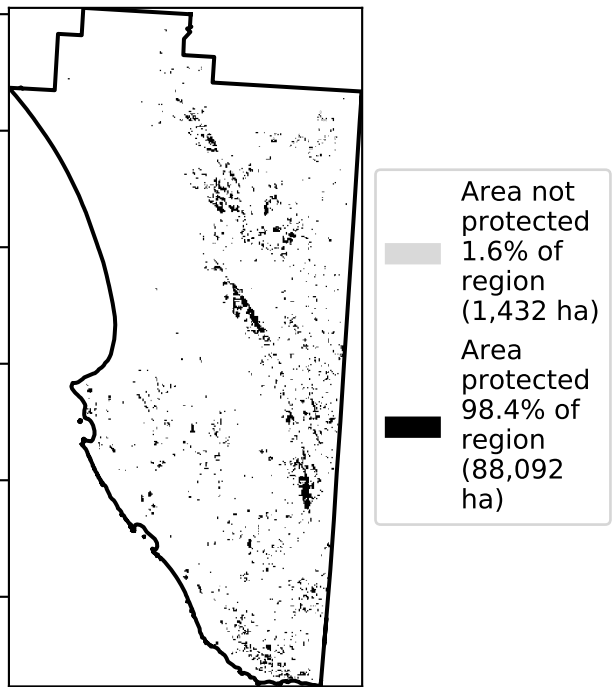 Area not
protected
1.6% of
region
(1,432 ha)
Area
protected
98.4% of
region
(88,092
ha)